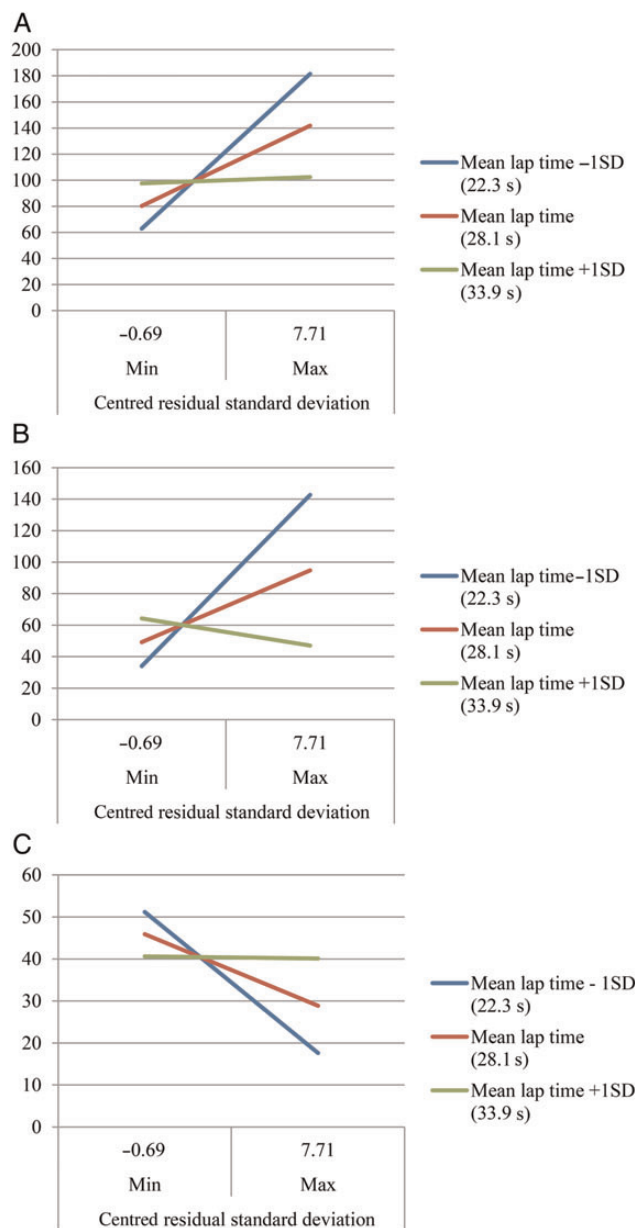 A
200
180
160
140
120
100
80
60
40
20
0
Mean lap time –1SD
(22.3 s)
Mean lap time
(28.1 s)
Mean lap time +1SD
(33.9 s)
–0.69 7.71
Min Max
Centred residual standard deviation
B
160
140
120
100
80
60
40
20
0
Mean lap time–1SD
(22.3 s)
Mean lap time
(28.1 s)
Mean lap time +1SD
(33.9 s)
–0.69 7.71
Min Max
Centred residual standard deviation
C
60
50
40
30
20
10
0
Mean lap time - 1SD
(22.3 s)
Mean lap time
(28.1 s)
Mean lap time +1SD
(33.9 s)
–0.69 7.71
Min Max
Centred residual standard deviation